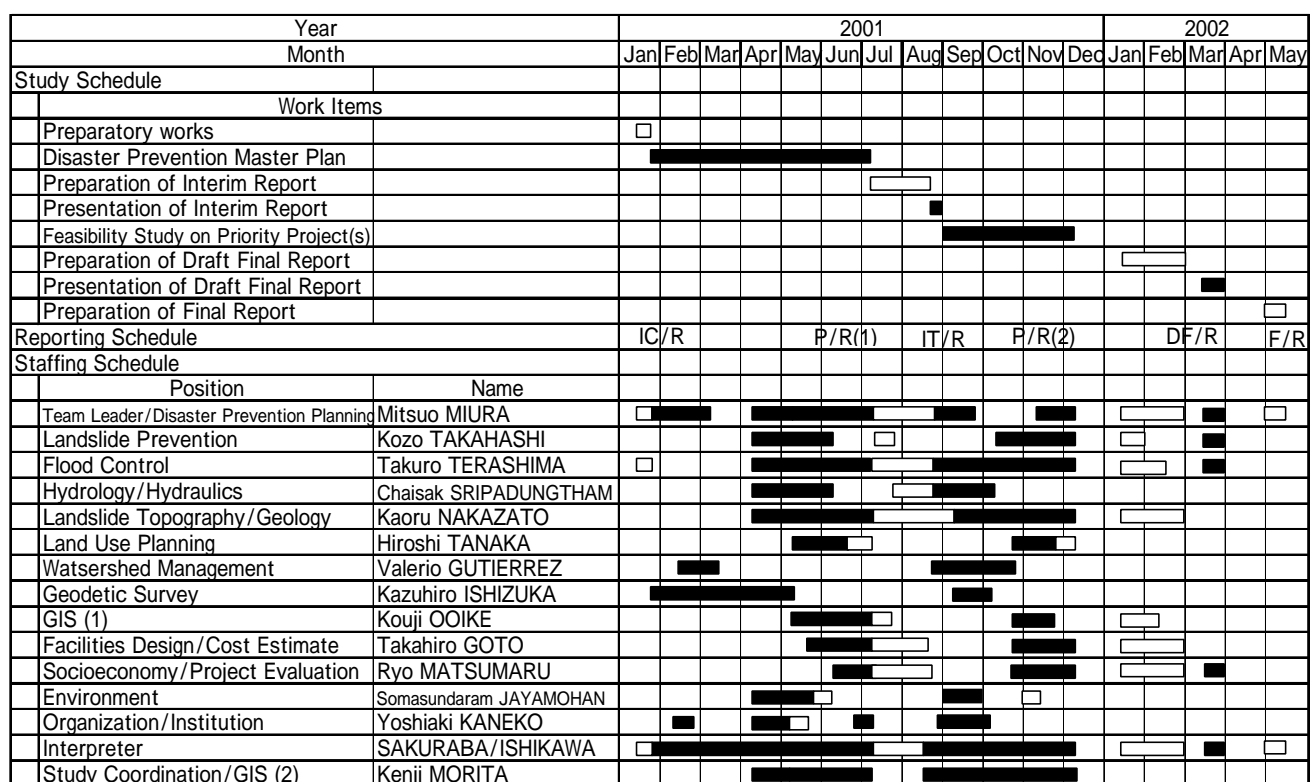 Year 2001 2002
Month Jan Feb Mar Apr May Jun Jul Aug Sep Oct Nov Dec Jan Feb Mar Apr May
Study Schedule
Work Items
Preparatory works
Disaster Prevention Master Plan
Preparation of Interim Report
Presentation of Interim Report
Feasibility Study on Priority Project(s)
Preparation of Draft Final Report
Presentation of Draft Final Report
Preparation of Final Report
Reporting Schedule IC/R P/R(1) IT/R P/R(2) DF/R F/R
Staffing Schedule
Position Name
Team Leader/Disaster Prevention Planning Mitsuo MIURA
Landslide Prevention Kozo TAKAHASHI
Flood Control Takuro TERASHIMA
Hydrology/Hydraulics Chaisak SRIPADUNGTHAM
Landslide Topography/Geology Kaoru NAKAZATO
Land Use Planning Hiroshi TANAKA
Watsershed Management Valerio GUTIERREZ
Geodetic Survey Kazuhiro ISHIZUKA
GIS (1) Kouji OOIKE
Facilities Design/Cost Estimate Takahiro GOTO
Socioeconomy/Project Evaluation Ryo MATSUMARU
Environment Somasundaram JAYAMOHAN
Organization/Institution Yoshiaki KANEKO
Interpreter SAKURABA/ISHIKAWA
Study Coordination/GIS (2) Kenji MORITA